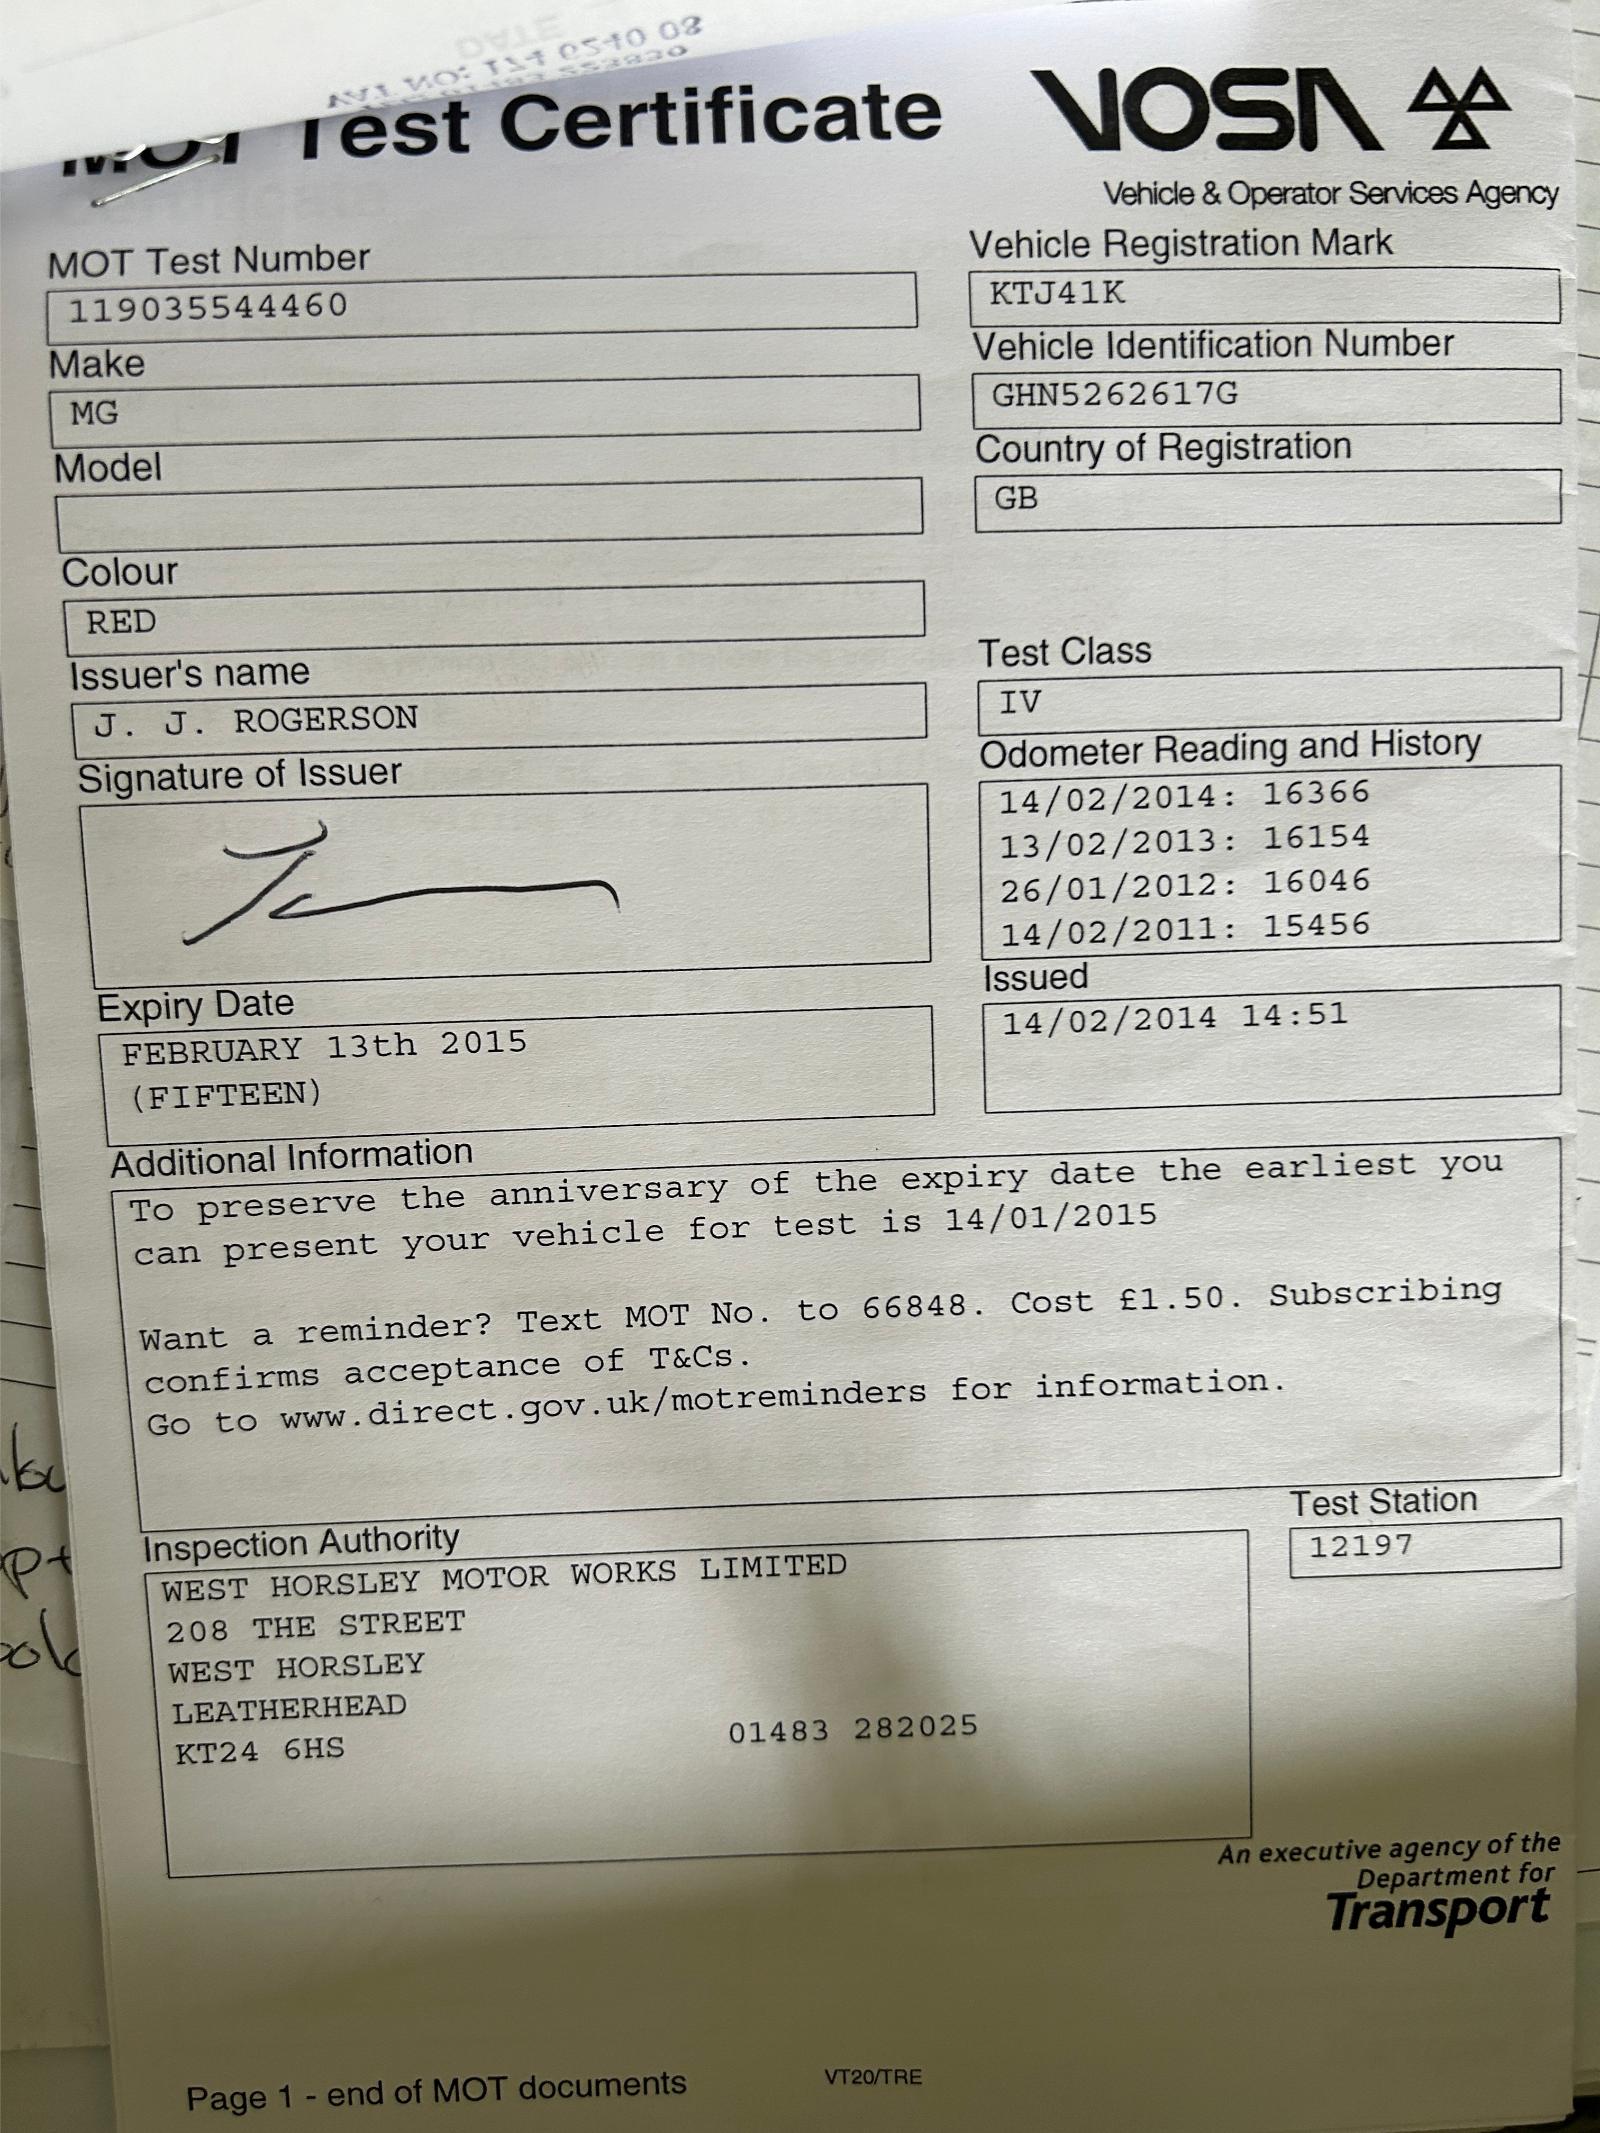 MOT Test Certificate
VOSA
Vehicle & Operator Services Agency
MOT Test Number
119035544460
Make
MG
Model
Colour
RED
Issuer's name
J. J. ROGERSON
Signature of Issuer
Expiry Date
FEBRUARY 13th 2015
(FIFTEEN)
Vehicle Registration Mark
KTJ41K
Vehicle Identification Number
GHN5262617G
Country of Registration
GB
Test Class
IV
Odometer Reading and History
14/02/2014: 16366
13/02/2013: 16154
26/01/2012: 16046
14/02/2011: 15456
Issued
14/02/2014 14:51
Additional Information
To preserve the anniversary of the expiry date the earliest you
can present your vehicle for test is 14/01/2015
Want a reminder? Text MOT No. to 66848. Cost £1.50. Subscribing
confirms acceptance of T&Cs.
Go to www.direct.gov.uk/motreminders for information.
Inspection Authority
WEST HORSLEY MOTOR WORKS LIMITED
208 THE STREET
WEST HORSLEY
LEATHERHEAD
KT24 6HS 01483 282025
Test Station
12197
An executive agency of the
Department for
Transport
Page 1 - end of MOT documents VT20/TRE